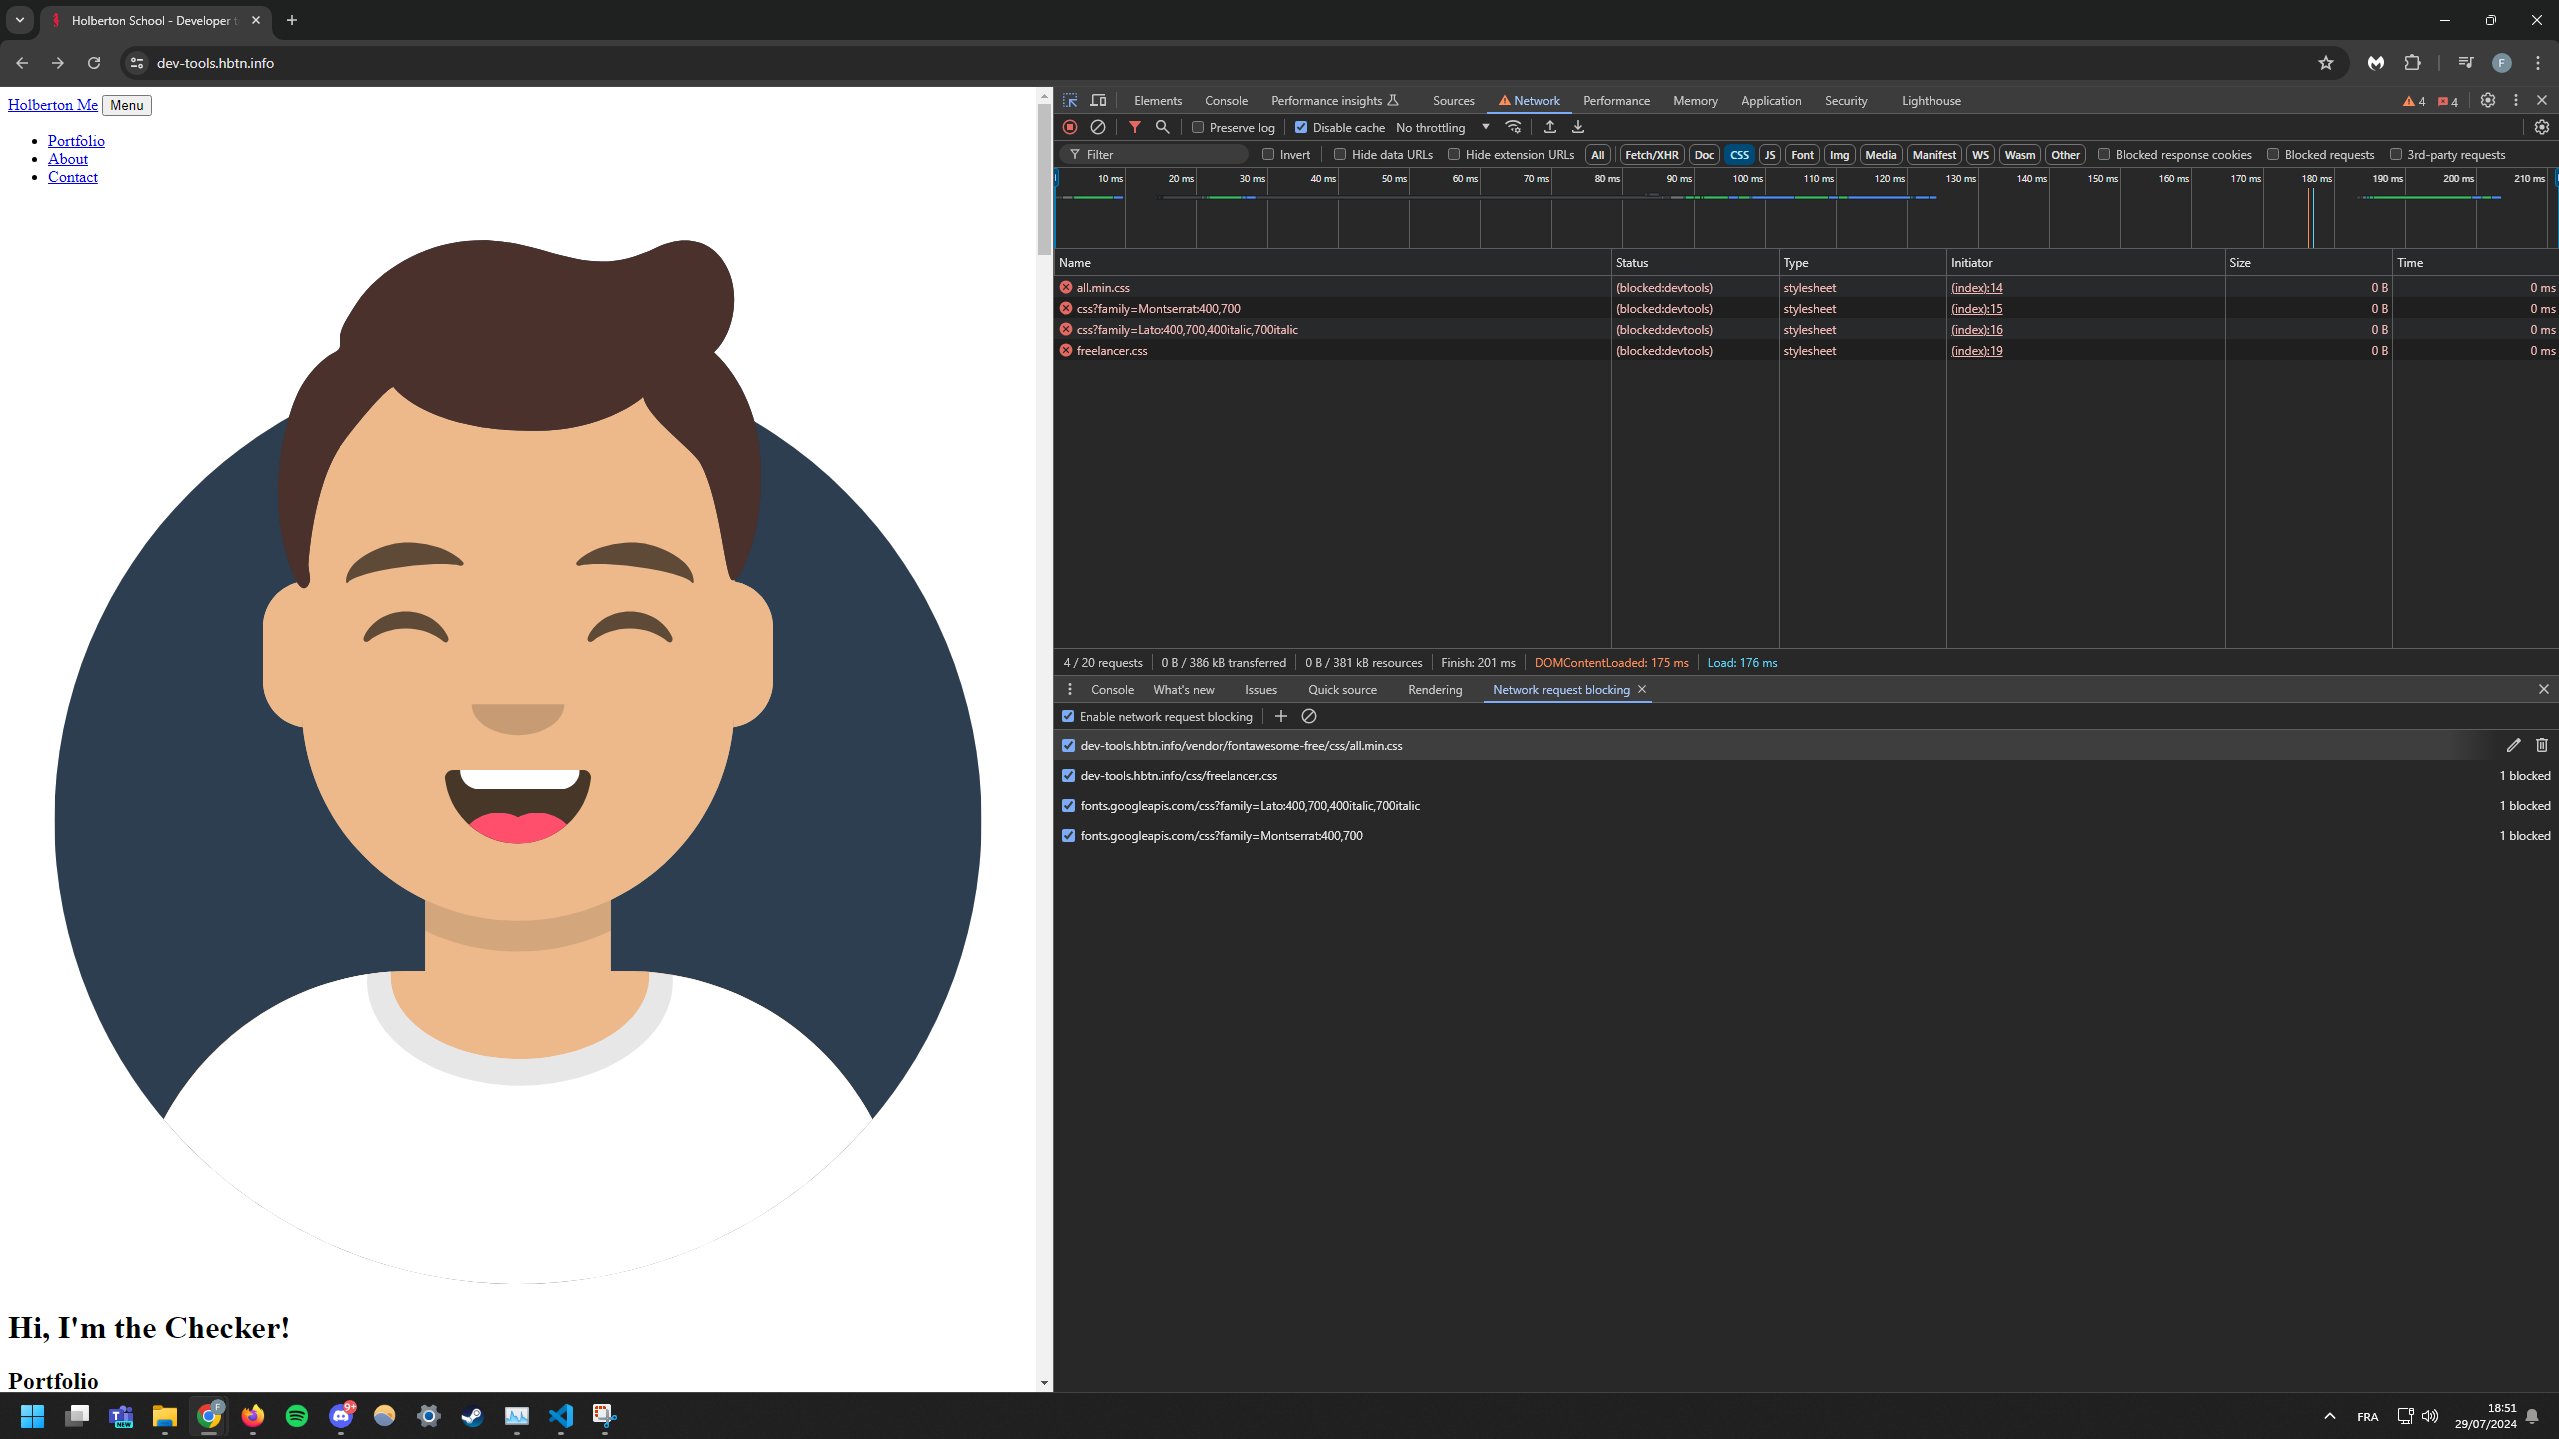 Holberton School - Developer t
dev-tools.hbtn.info
F
Holberton Me Menu
Portfolio
About
Contact
Hi, I'm the Checker!
Portfolio
Elements Console Performance insights Sources Network Performance Memory Application Security Lighthouse 4 4
Preserve log Disable cache No throttling
Filter Invert Hide data URLs Hide extension URLs All Fetch/XHR Doc CSS JS Font Img Media Manifest WS Wasm Other Blocked response cookies Blocked requests 3rd-party requests
10 ms 20 ms 30 ms 40 ms 50 ms 60 ms 70 ms 80 ms 90 ms 100 ms 110 ms 120 ms 130 ms 140 ms 150 ms 160 ms 170 ms 180 ms 190 ms 200 ms 210 ms
Name Status Type Initiator Size Time
all.min.css (blocked:devtools) stylesheet (index):14 0 B 0 ms
css?family=Montserrat:400,700 (blocked:devtools) stylesheet (index):15 0 B 0 ms
css?family=Lato:400,700,400italic,700italic (blocked:devtools) stylesheet (index):16 0 B 0 ms
freelancer.css (blocked:devtools) stylesheet (index):19 0 B 0 ms
4 / 20 requests 0 B / 386 kB transferred 0 B / 381 kB resources Finish: 201 ms DOMContentLoaded: 175 ms Load: 176 ms
Console What's new Issues Quick source Rendering Network request blocking
Enable network request blocking
dev-tools.hbtn.info/vendor/fontawesome-free/css/all.min.css
dev-tools.hbtn.info/css/freelancer.css 1 blocked
fonts.googleapis.com/css?family=Lato:400,700,400italic,700italic 1 blocked
fonts.googleapis.com/css?family=Montserrat:400,700 1 blocked
T NEW F 9+ FRA 18:51
29/07/2024